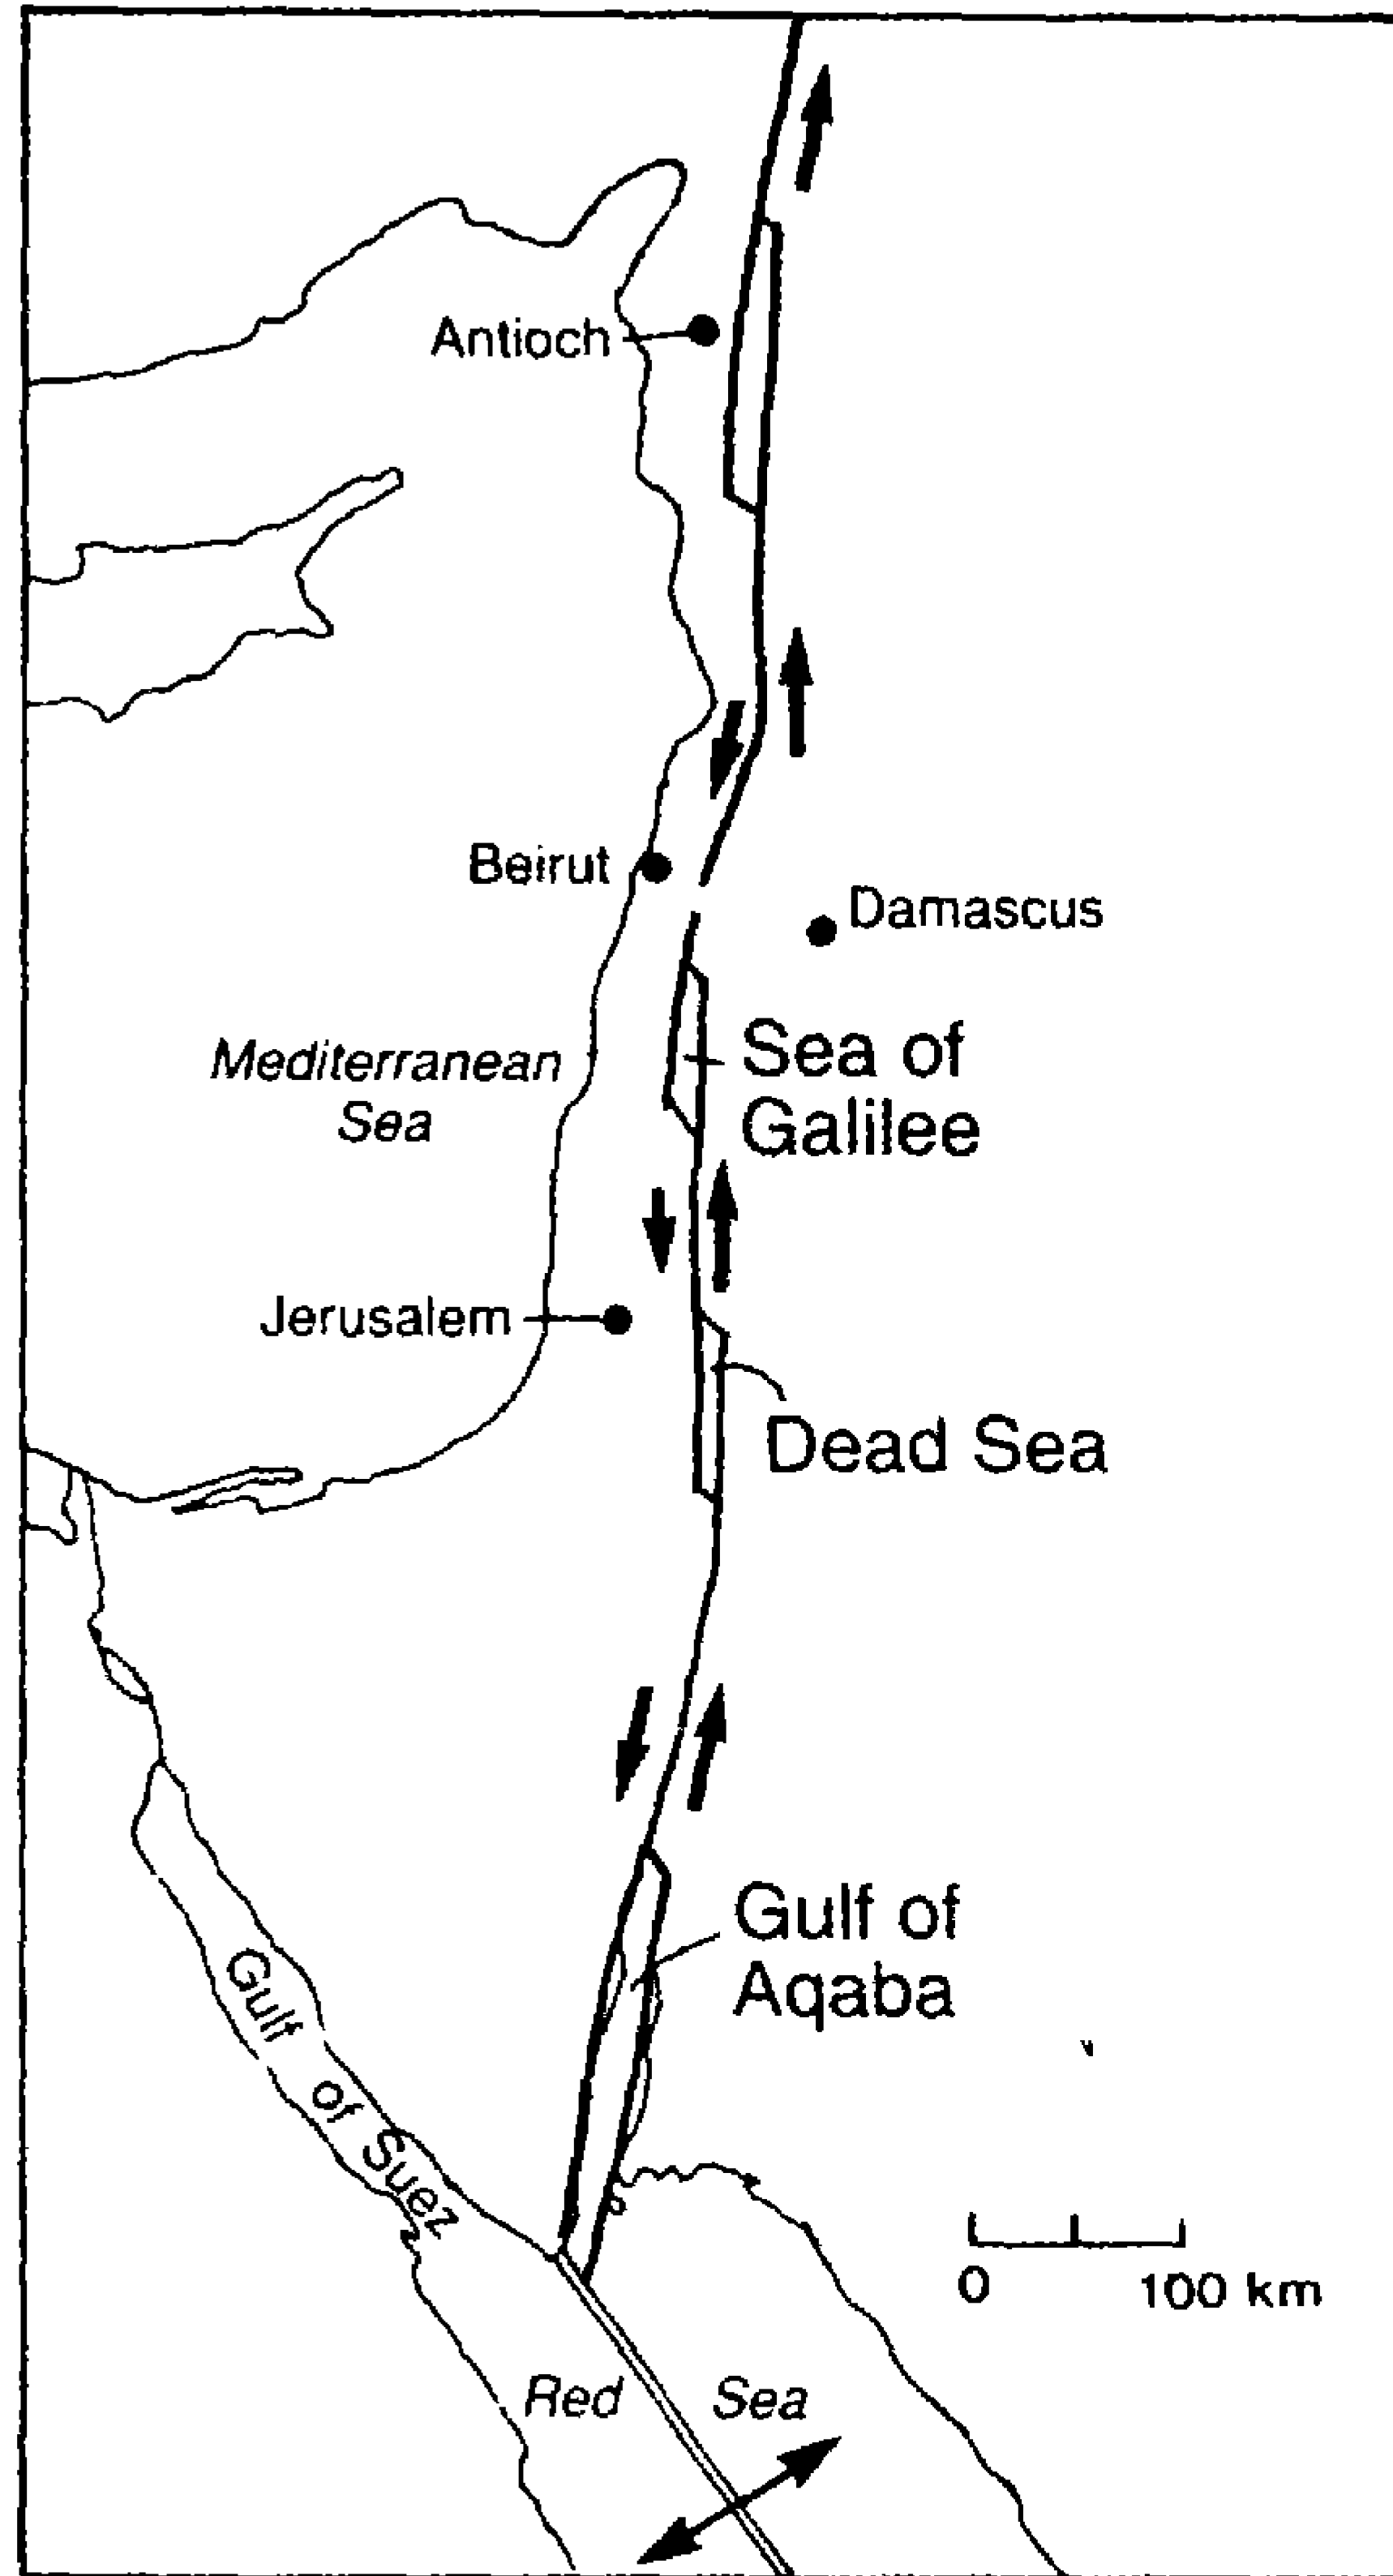 Antioch
Beirut
Damascus
Mediterranean
Sea
Sea of
Galilee
Jerusalem
Dead Sea
Gulf of
Aqaba
Gulf of Suez
0 100 km
Red Sea